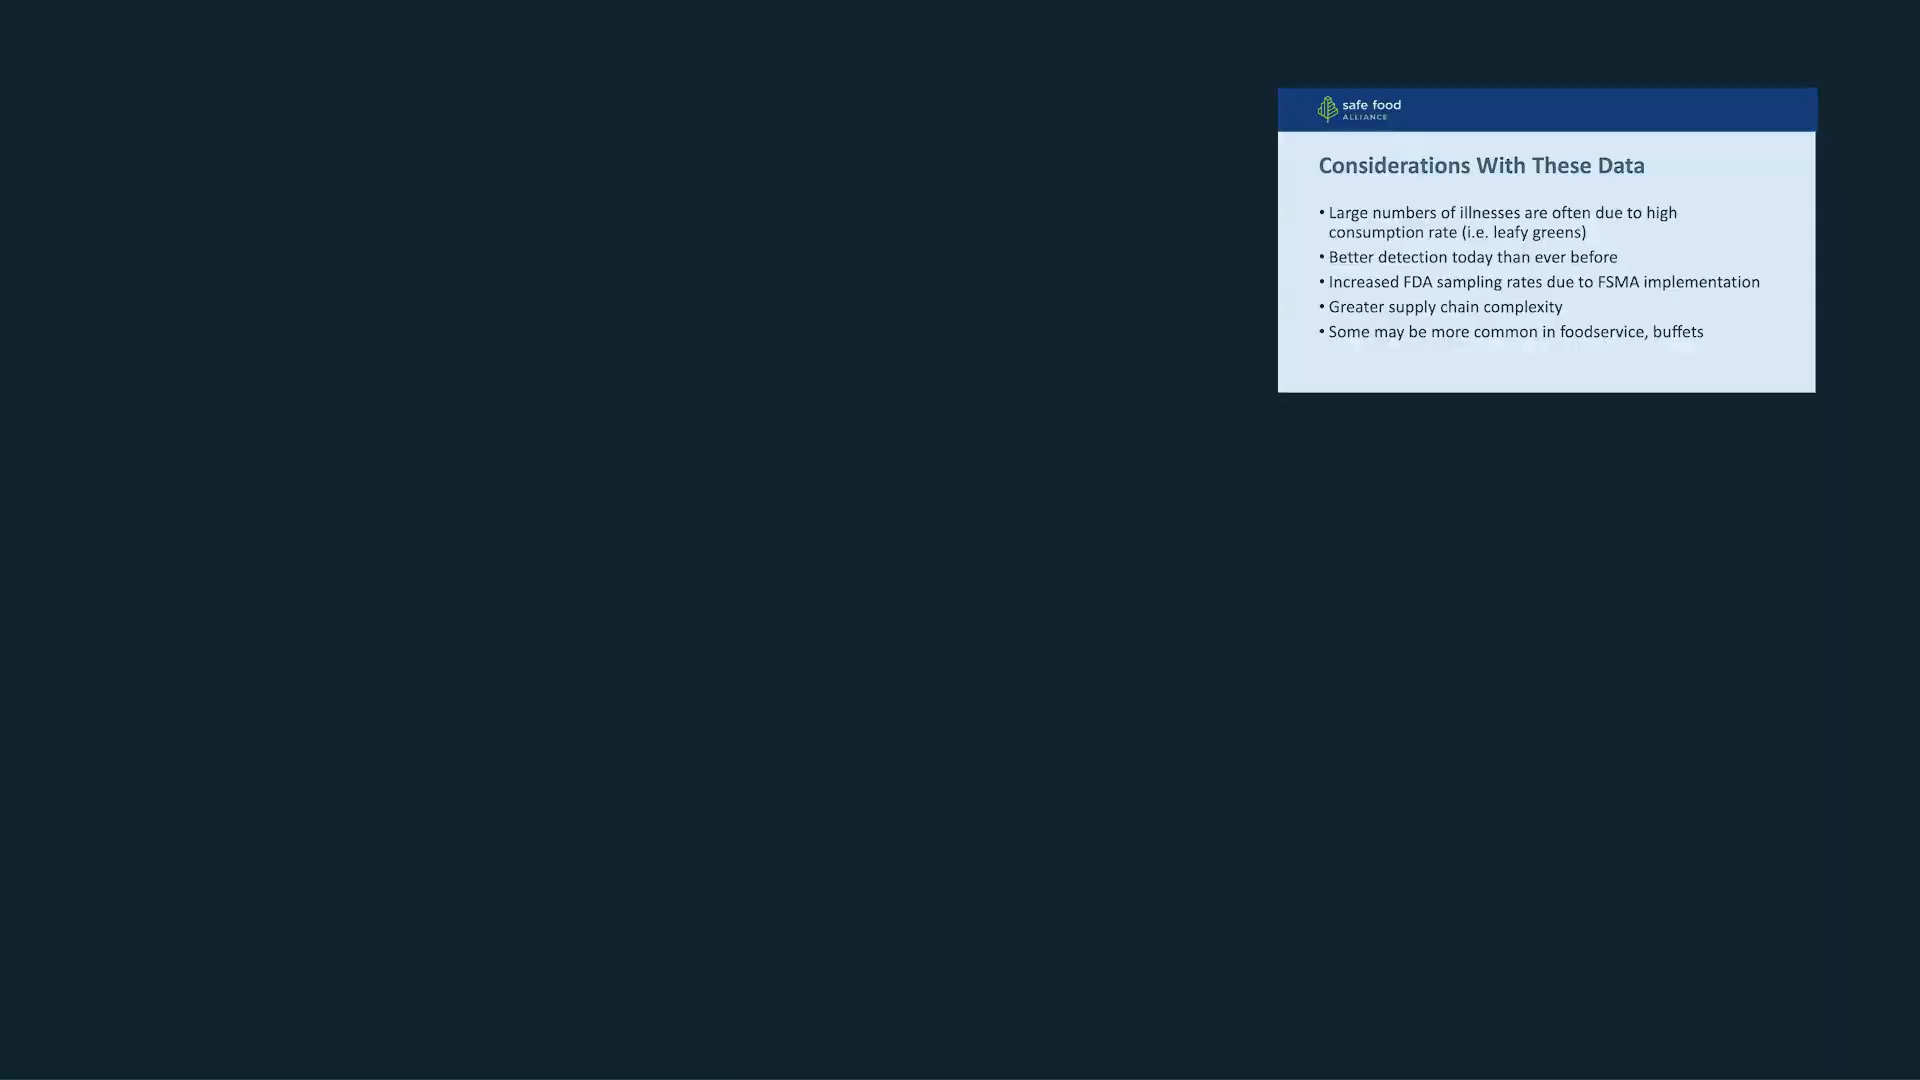 safe food
ALLIANCE
Considerations With These Data
• Large numbers of illnesses are often due to high
consumption rate (i.e. leafy greens)
• Better detection today than ever before
• Increased FDA sampling rates due to FSMA implementation
• Greater supply chain complexity
• Some may be more common in foodservice, buffets